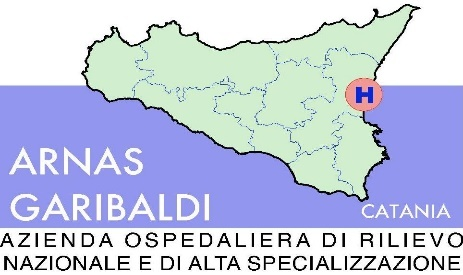 H
ARNAS
GARIBALDI
CATANIA
AZIENDA OSPEDALIERA DI RILIEVO
NAZIONALE E DI ALTA SPECIALIZZAZIONE